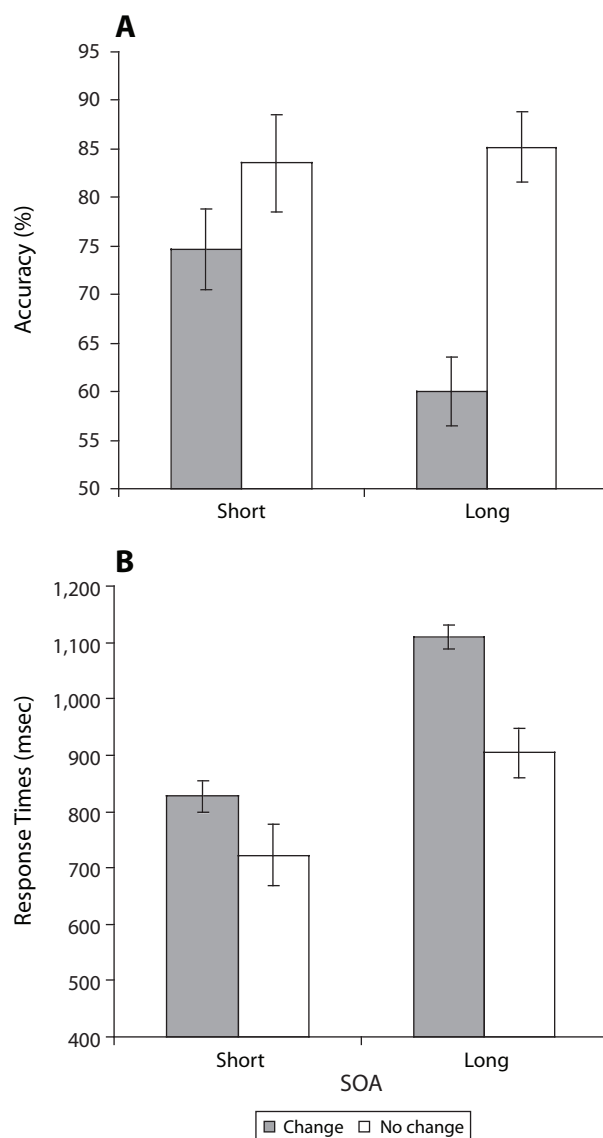 A
95
90
85
80
75
70
65
60
55
50
Accuracy (%)
Short Long
B
1,200
1,100
1,000
900
800
700
600
500
400
Response Times (msec)
Short Long
SOA
Change No change